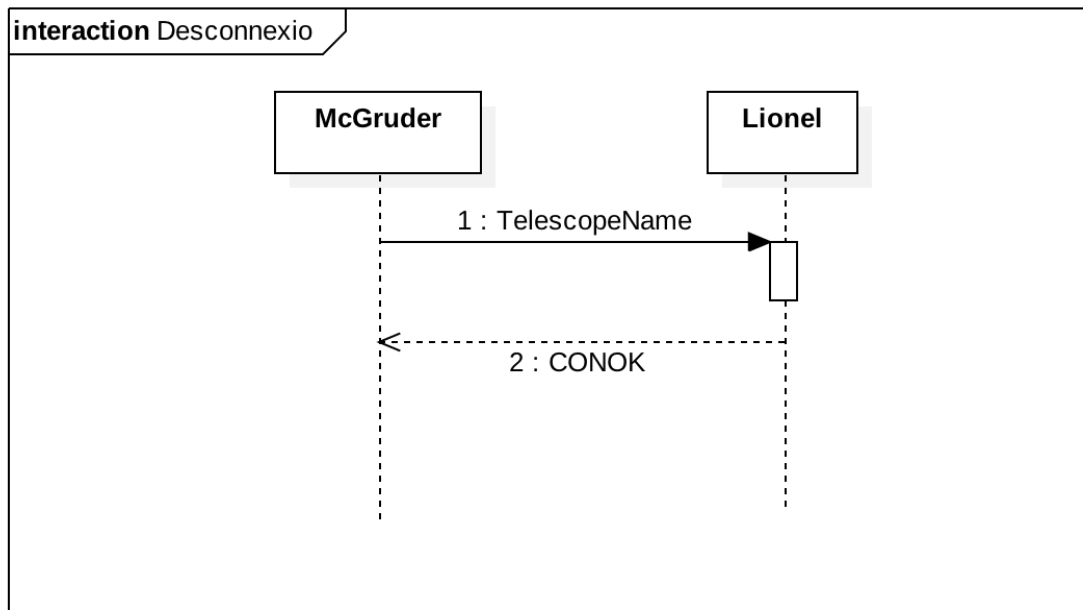 interaction Desconnexio
McGruder
Lionel
1 : TelescopeName
2 : CONOK